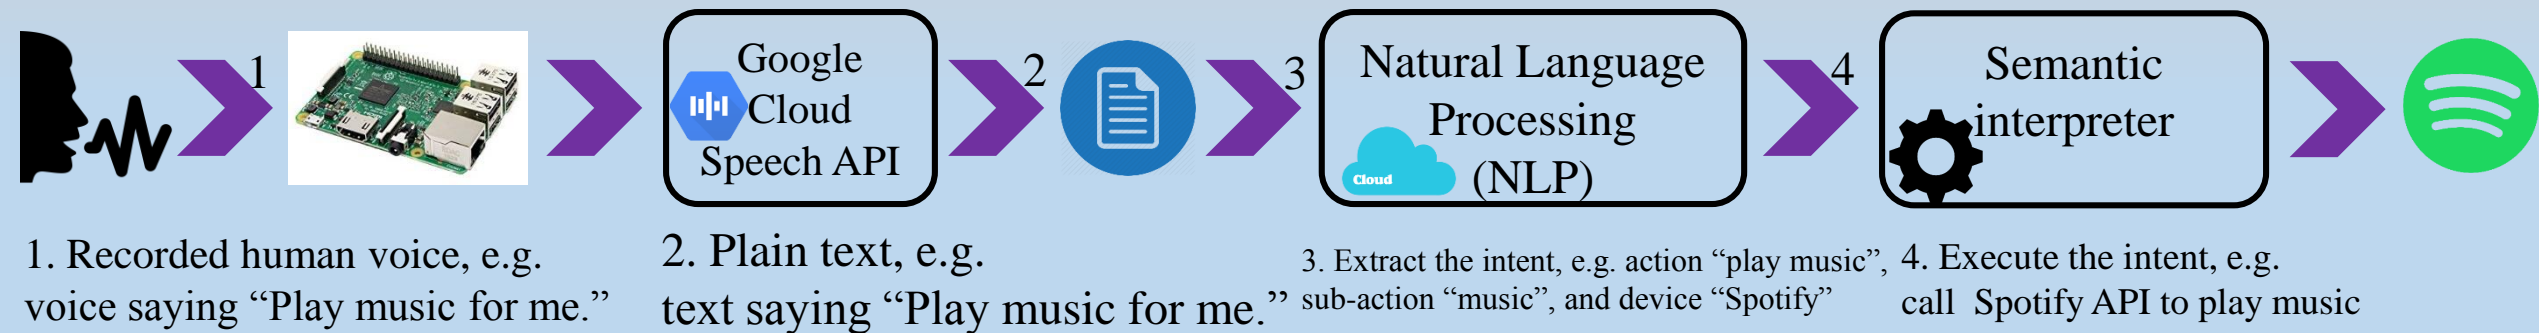 1
Google
Cloud
Speech API
2
3
Natural Language
Processing
(NLP)
Cloud
4
Semantic
interpreter
1. Recorded human voice, e.g.
voice saying “Play music for me.”
2. Plain text, e.g.
text saying “Play music for me.”
3. Extract the intent, e.g. action “play music”,
sub-action “music”, and device “Spotify”
4. Execute the intent, e.g.
call Spotify API to play music